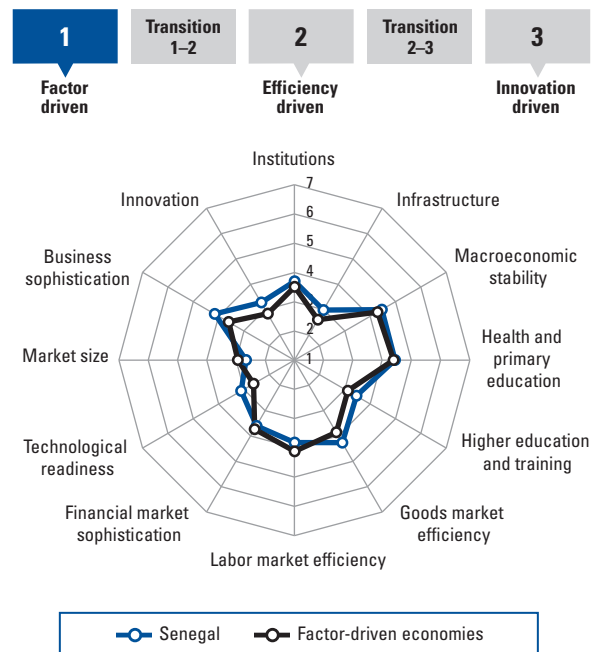 1
Transition
1–2
2
Transition
2–3
3
Factor
driven
Efficiency
driven
Innovation
driven
Institutions
Innovation
Infrastructure
Business
sophistication
Macroeconomic
stability
Market size
Health and
primary
education
Technological
readiness
Higher education
and training
Financial market
sophistication
Goods market
efficiency
Labor market efficiency
7
6
5
4
2
1
Senegal
Factor-driven economies